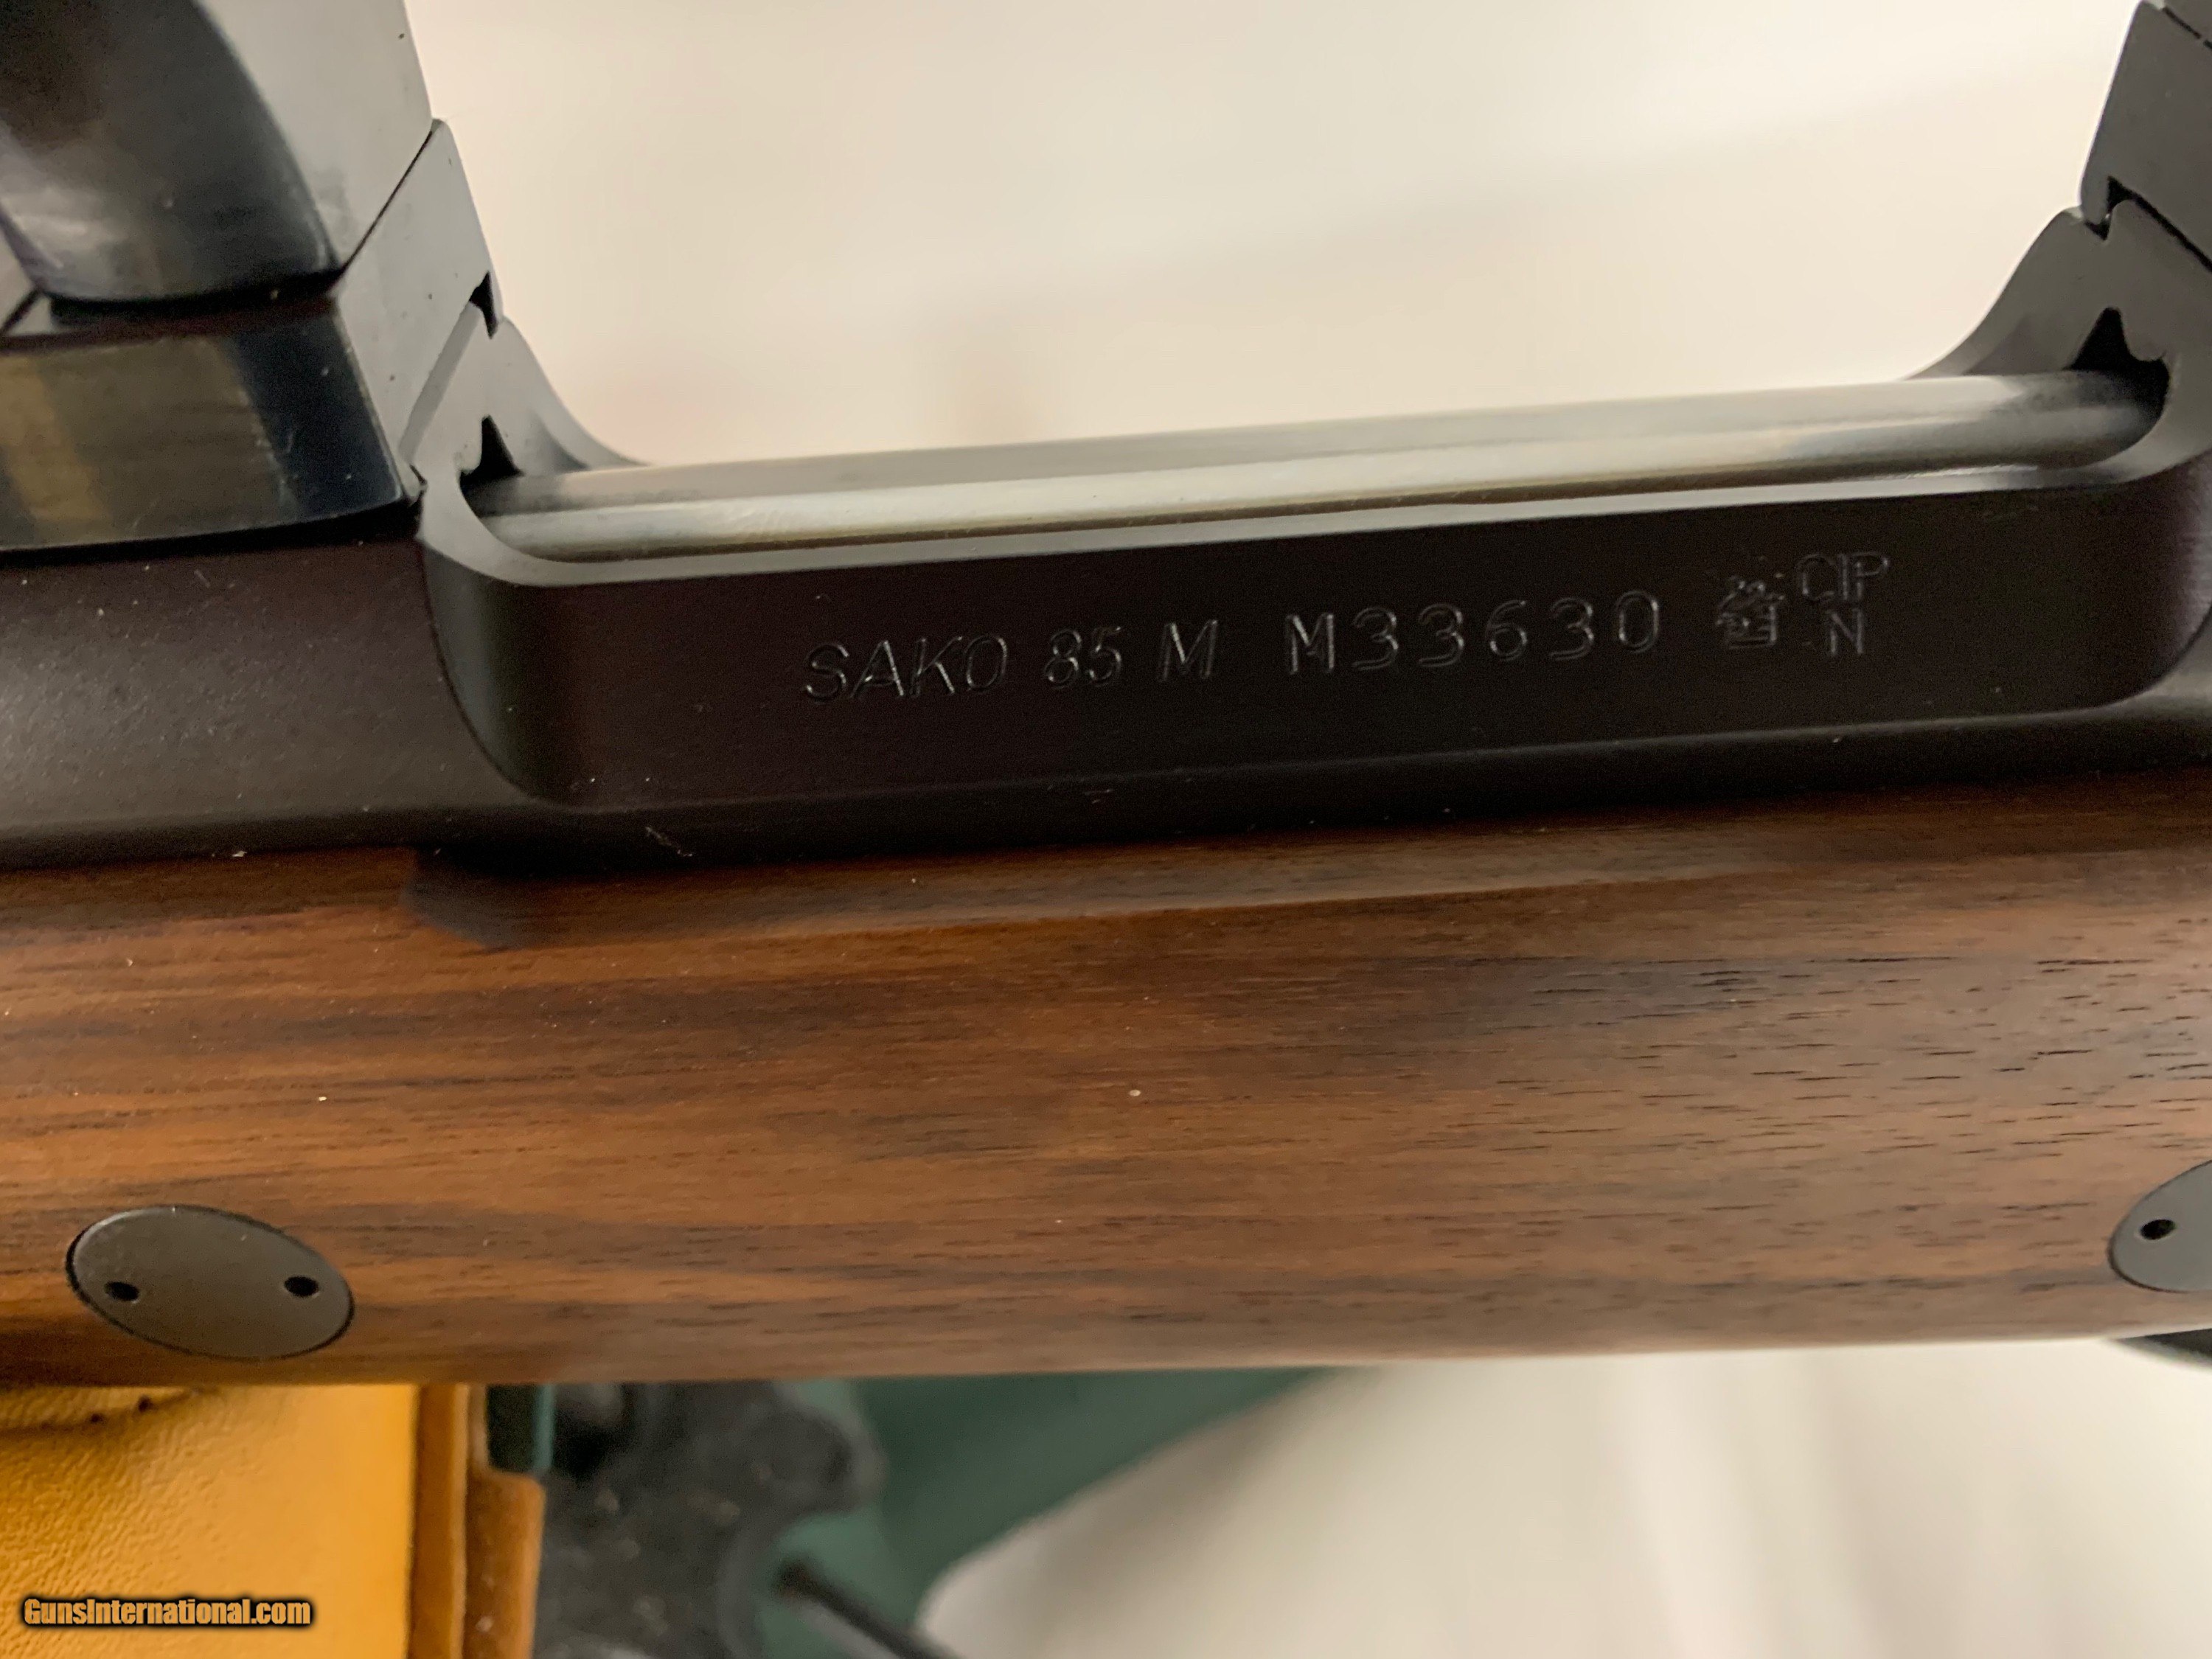 SAKO 85 M M33630 CIP
N
GunsInternational.com